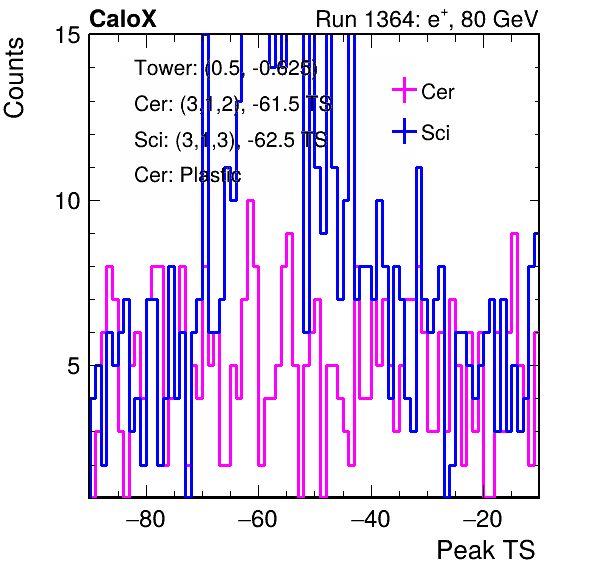 CaloX Run 1364: e⁺, 80 GeV
Counts
15
10
5
Tower: (0.5, -0.625)
Cer: (3,1,2), -61.5 TS
Sci: (3,1,3), -62.5 TS
Cer: Plastic
Cer
Sci
−80 −60 −40 −20
Peak TS